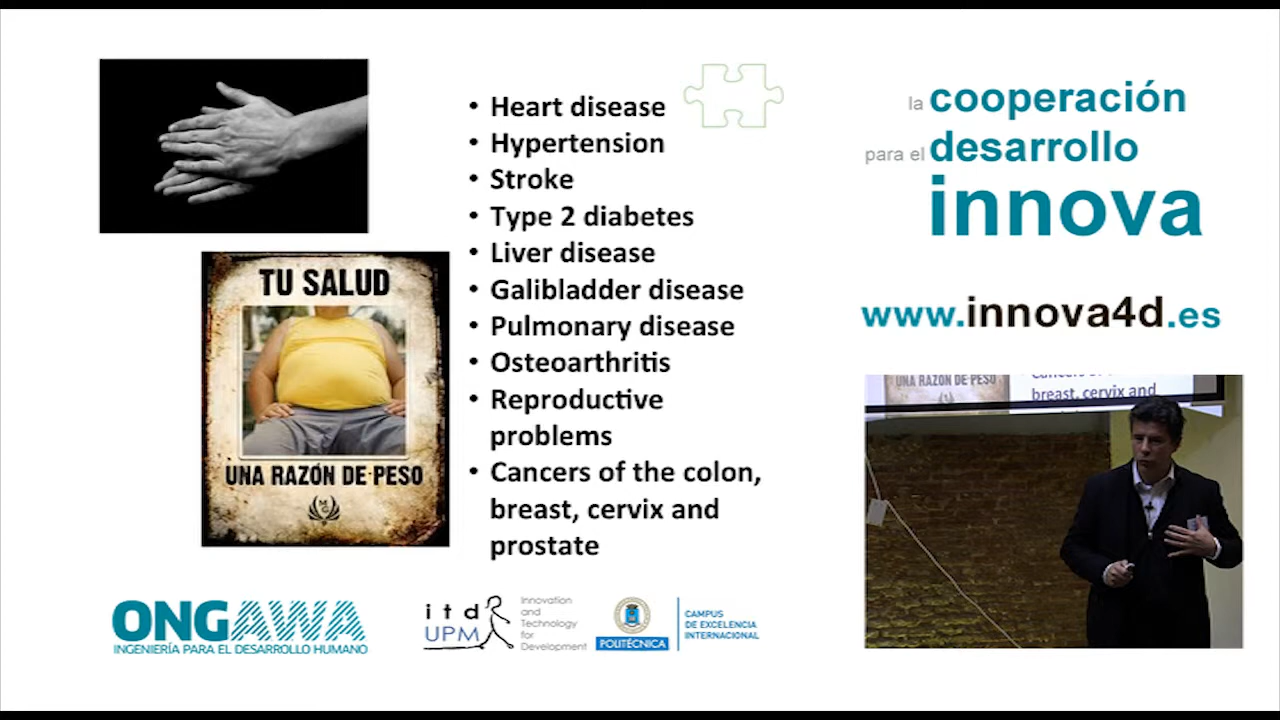 • Heart disease
• Hypertension
• Stroke
• Type 2 diabetes
• Liver disease
• Galibladder disease
• Pulmonary disease
• Osteoarthritis
• Reproductive
problems
• Cancers of the colon,
breast, cervix and
prostate
TU SALUD
UNA RAZÓN DE PESO
la cooperación
para el desarrollo
innova
www.innova4d.es
UNA RAZÓN DE PESO
breast, cervix and
ONGAWA
INGENIERÍA PARA EL DESARROLLO HUMANO
itd
UPM
Innovation
and
Technology
for
Development
POLITÉCNICA
CAMPUS
DE EXCELENCIA
INTERNACIONAL